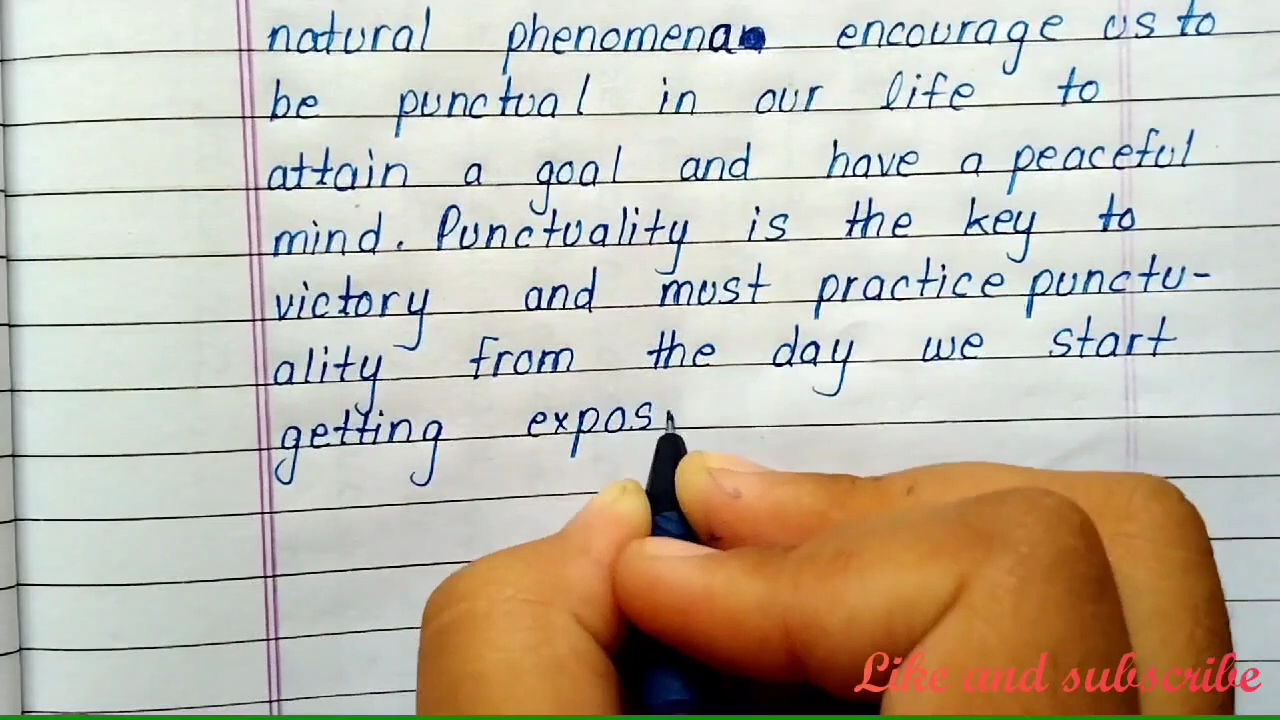 natural phenomena encourage us to
be punctual in our life to
attain a goal and have a peaceful
mind. Punctuality is the key to
victory and must practice punctu-
ality from the day we start
getting expos
Like and subscribe